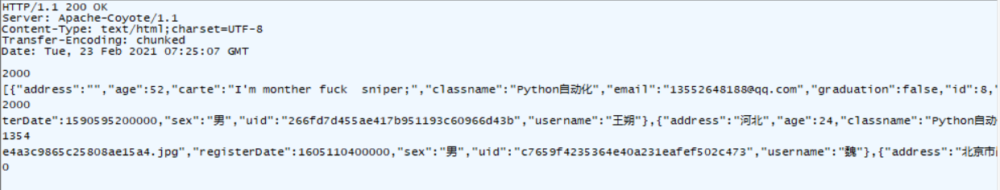 HTTP/1.1 200 OK
Server: Apache-Coyote/1.1
Content-Type: text/html;charset=UTF-8
Transfer-Encoding: chunked
Date: Tue, 23 Feb 2021 07:25:07 GMT
2000
[{"address":"","age":52,"carte":"I'm monther fuck  sniper;","classname":"Python自动化","email":"13552648188@qq.com","graduation":false,"id":8,"
2000
terDate":1590595200000,"sex":"男","uid":"266fd7d455ae417b951193c60966d43b","username":"王朔"},{"address":"河北","age":24,"classname":"Python自动
1354
e4a3c9865c25808ae15a4.jpg","registerDate":1605110400000,"sex":"男","uid":"c7659f4235364e40a231eafef502c473","username":"魏"},{"address":"北京市
0